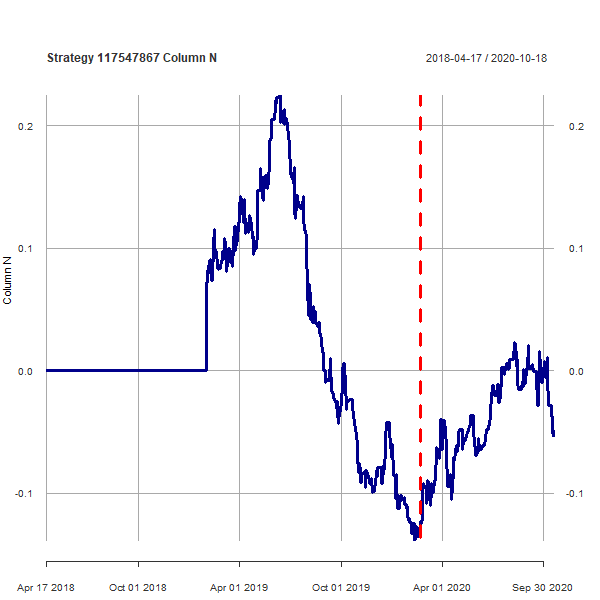 Strategy 117547867 Column N 2018-04-17 / 2020-10-18
0.2 0.2
0.1 0.1
Column N
0.0 0.0
-0.1 -0.1
Apr 17 2018 Oct 01 2018 Apr 01 2019 Oct 01 2019 Apr 01 2020 Sep 30 2020